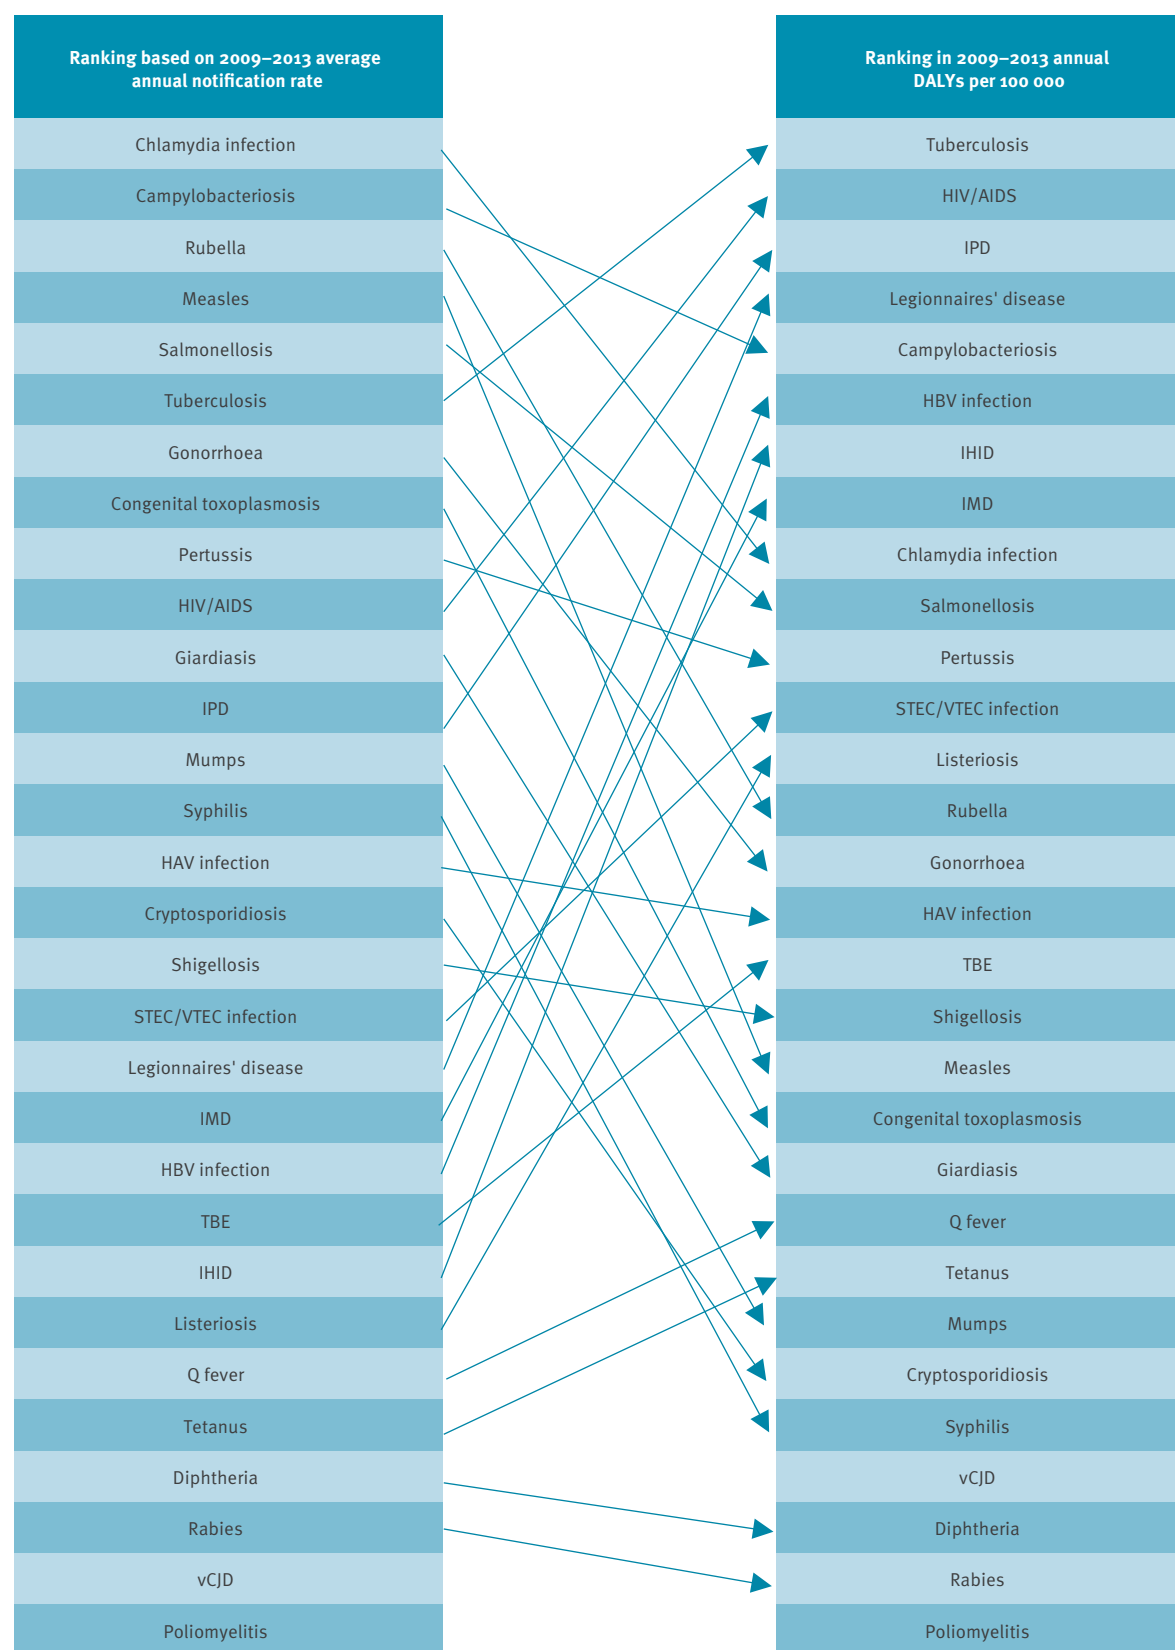 Ranking based on 2009–2013 average
annual notification rate
Chlamydia infection
Campylobacteriosis
Rubella
Measles
Salmonellosis
Tuberculosis
Gonorrhoea
Congenital toxoplasmosis
Pertussis
HIV/AIDS
Giardiasis
IPD
Mumps
Syphilis
HAV infection
Cryptosporidiosis
Shigellosis
STEC/VTEC infection
Legionnaires' disease
IMD
HBV infection
TBE
IHID
Listeriosis
Q fever
Tetanus
Diphtheria
Rabies
vCJD
Poliomyelitis
Ranking in 2009–2013 annual
DALYs per 100 000
Tuberculosis
HIV/AIDS
IPD
Legionnaires' disease
Campylobacteriosis
HBV infection
IHID
IMD
Chlamydia infection
Salmonellosis
Pertussis
STEC/VTEC infection
Listeriosis
Rubella
Gonorrhoea
HAV infection
TBE
Shigellosis
Measles
Congenital toxoplasmosis
Giardiasis
Q fever
Tetanus
Mumps
Cryptosporidiosis
Syphilis
vCJD
Diphtheria
Rabies
Poliomyelitis